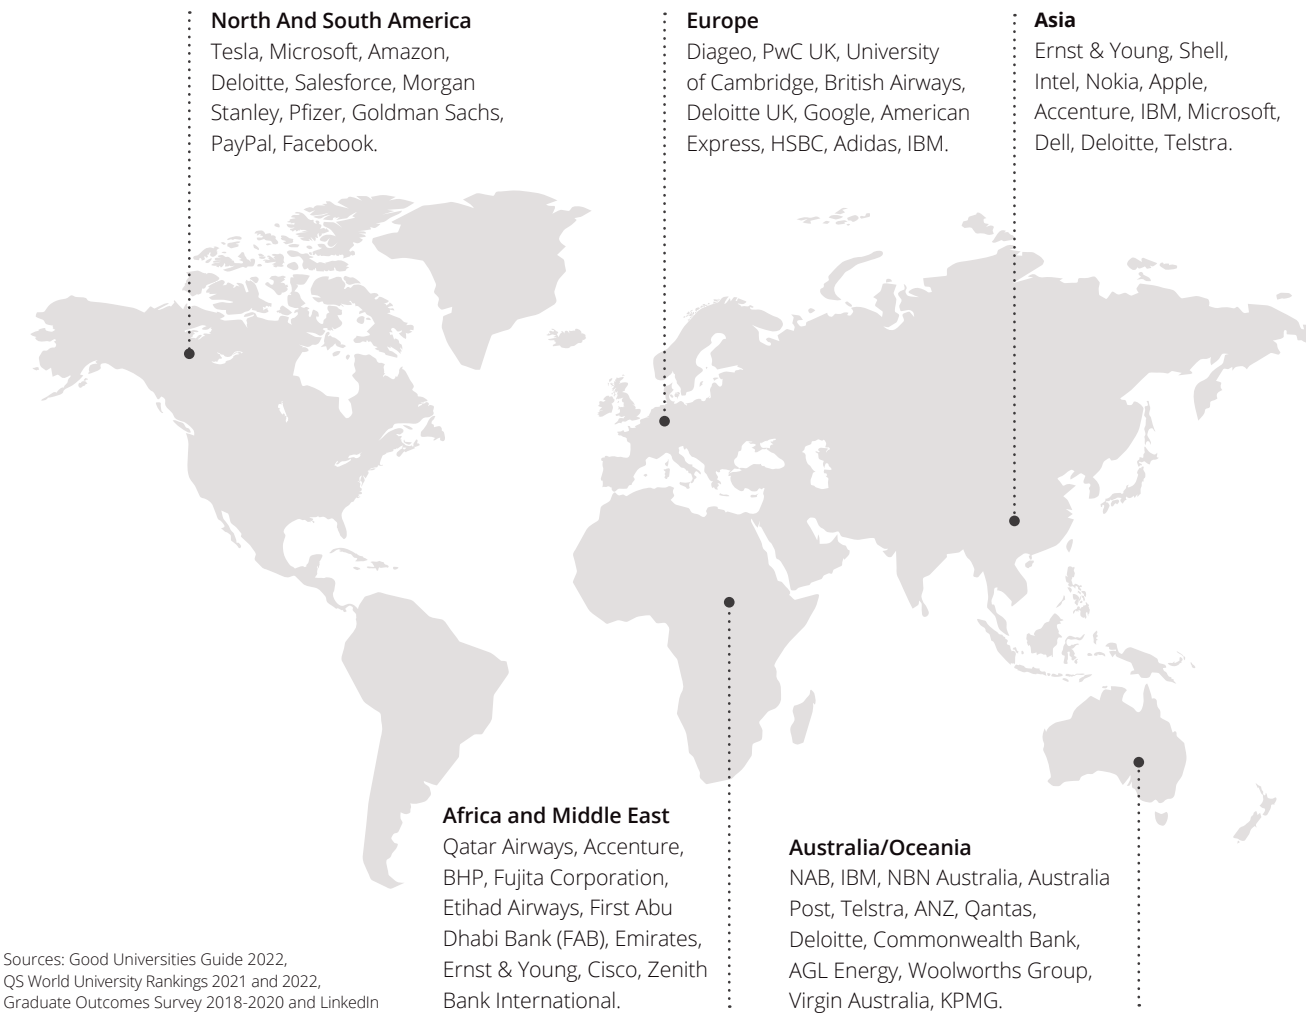 North And South America
Tesla, Microsoft, Amazon,
Deloitte, Salesforce, Morgan
Stanley, Pfizer, Goldman Sachs,
PayPal, Facebook.
Europe
Diageo, PwC UK, University
of Cambridge, British Airways,
Deloitte UK, Google, American
Express, HSBC, Adidas, IBM.
Asia
Ernst & Young, Shell,
Intel, Nokia, Apple,
Accenture, IBM, Microsoft,
Dell, Deloitte, Telstra.
Africa and Middle East
Qatar Airways, Accenture,
BHP, Fujita Corporation,
Etihad Airways, First Abu
Dhabi Bank (FAB), Emirates,
Ernst & Young, Cisco, Zenith
Bank International.
Australia/Oceania
NAB, IBM, NBN Australia, Australia
Post, Telstra, ANZ, Qantas,
Deloitte, Commonwealth Bank,
AGL Energy, Woolworths Group,
Virgin Australia, KPMG.
Sources: Good Universities Guide 2022,
QS World University Rankings 2021 and 2022,
Graduate Outcomes Survey 2018-2020 and LinkedIn